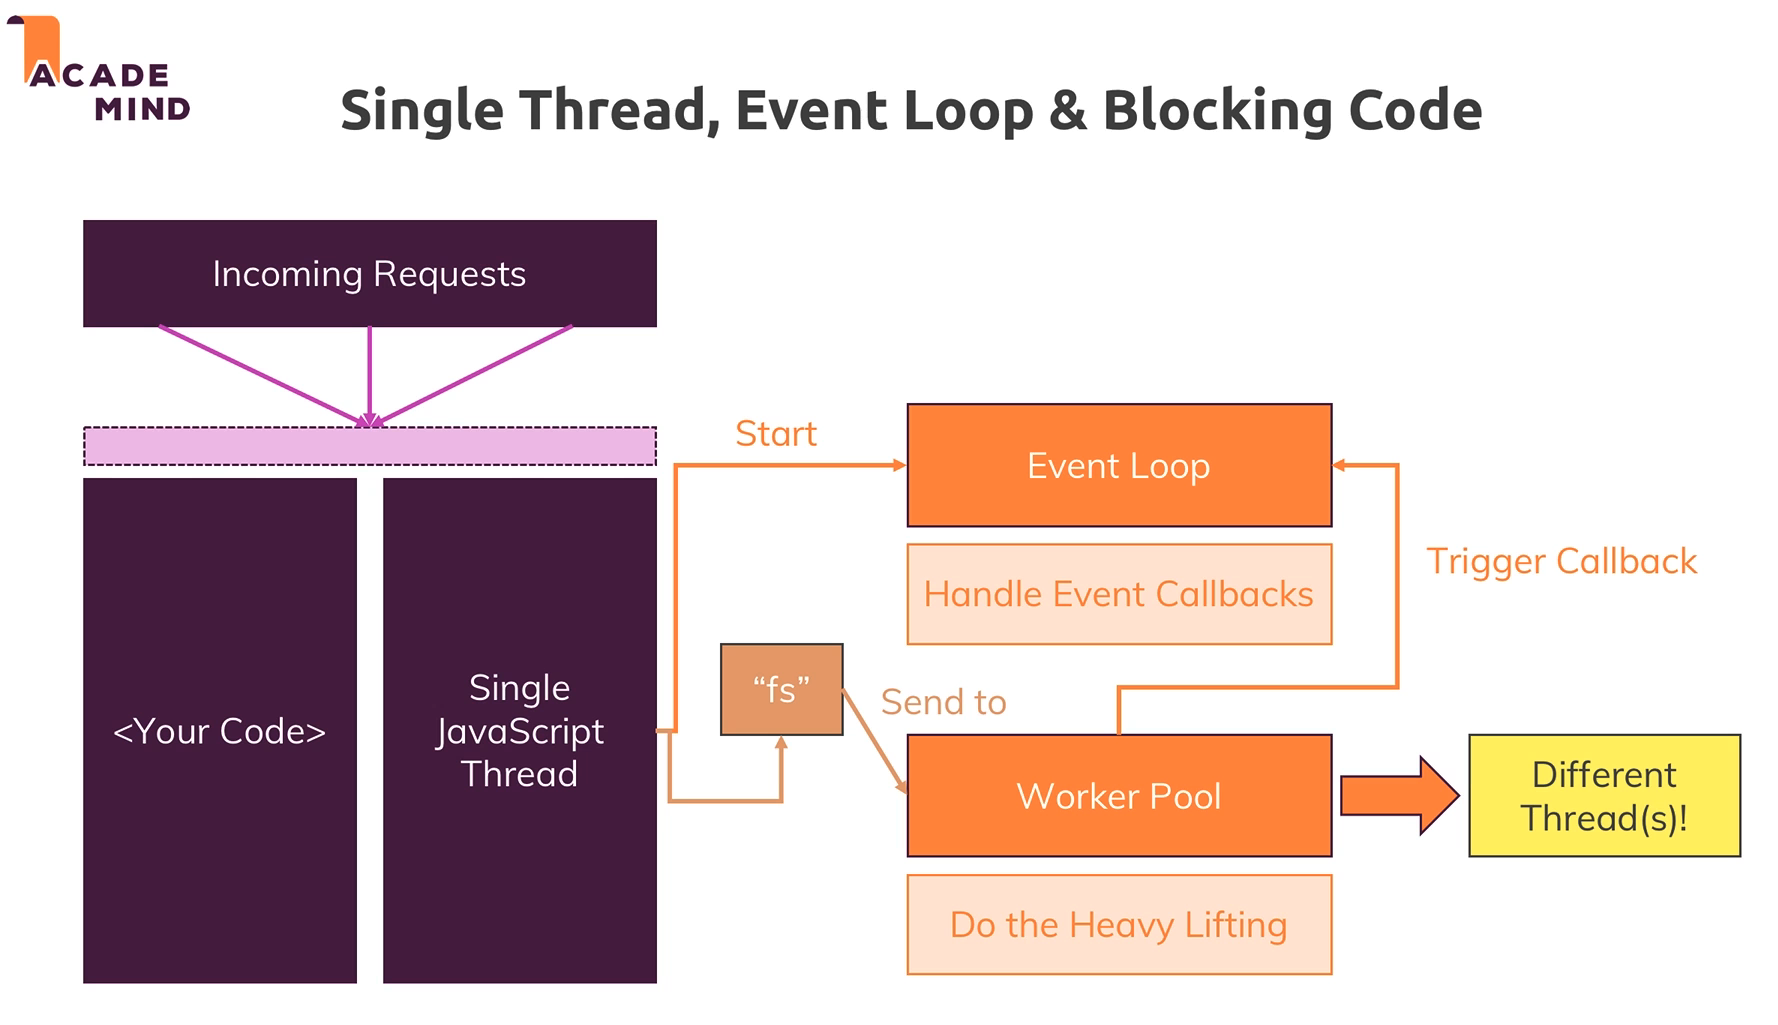 ACADE
MIND
Single Thread, Event Loop & Blocking Code
Incoming Requests
Start
Event Loop
Trigger Callback
Handle Event Callbacks
<Your Code>
Single
JavaScript
Thread
“fs”
Send to
Worker Pool
Different
Thread(s)!
Do the Heavy Lifting